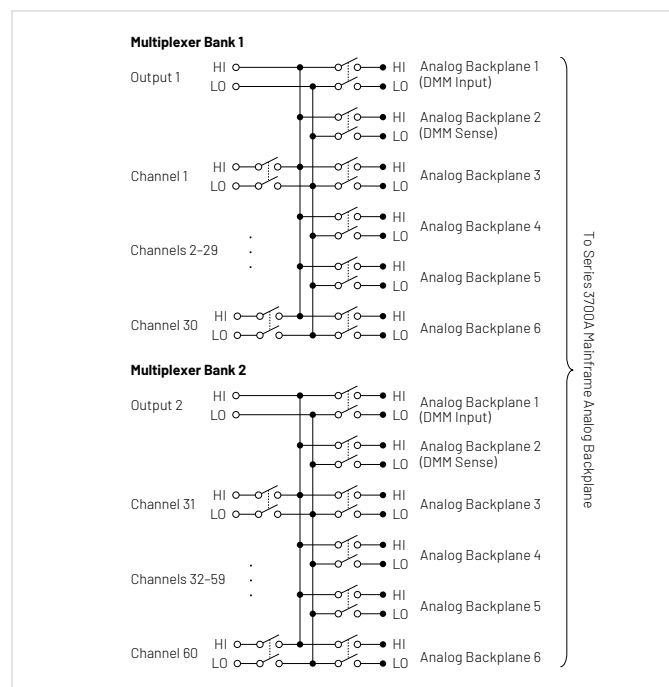 Multiplexer Bank 1
Output 1 HI HI Analog Backplane 1
LO LO (DMM Input)
HI Analog Backplane 2
LO (DMM Sense)
Channel 1 HI HI Analog Backplane 3
LO LO
HI Analog Backplane 4
LO
Channels 2–29
HI Analog Backplane 5
LO
Channel 30 HI HI Analog Backplane 6
LO LO
Multiplexer Bank 2
Output 2 HI HI Analog Backplane 1
LO LO (DMM Input)
HI Analog Backplane 2
LO (DMM Sense)
Channel 31 HI HI Analog Backplane 3
LO LO
HI Analog Backplane 4
LO
Channels 32–59
HI Analog Backplane 5
LO
Channel 60 HI HI Analog Backplane 6
LO LO
To Series 3700A Mainframe Analog Backplane